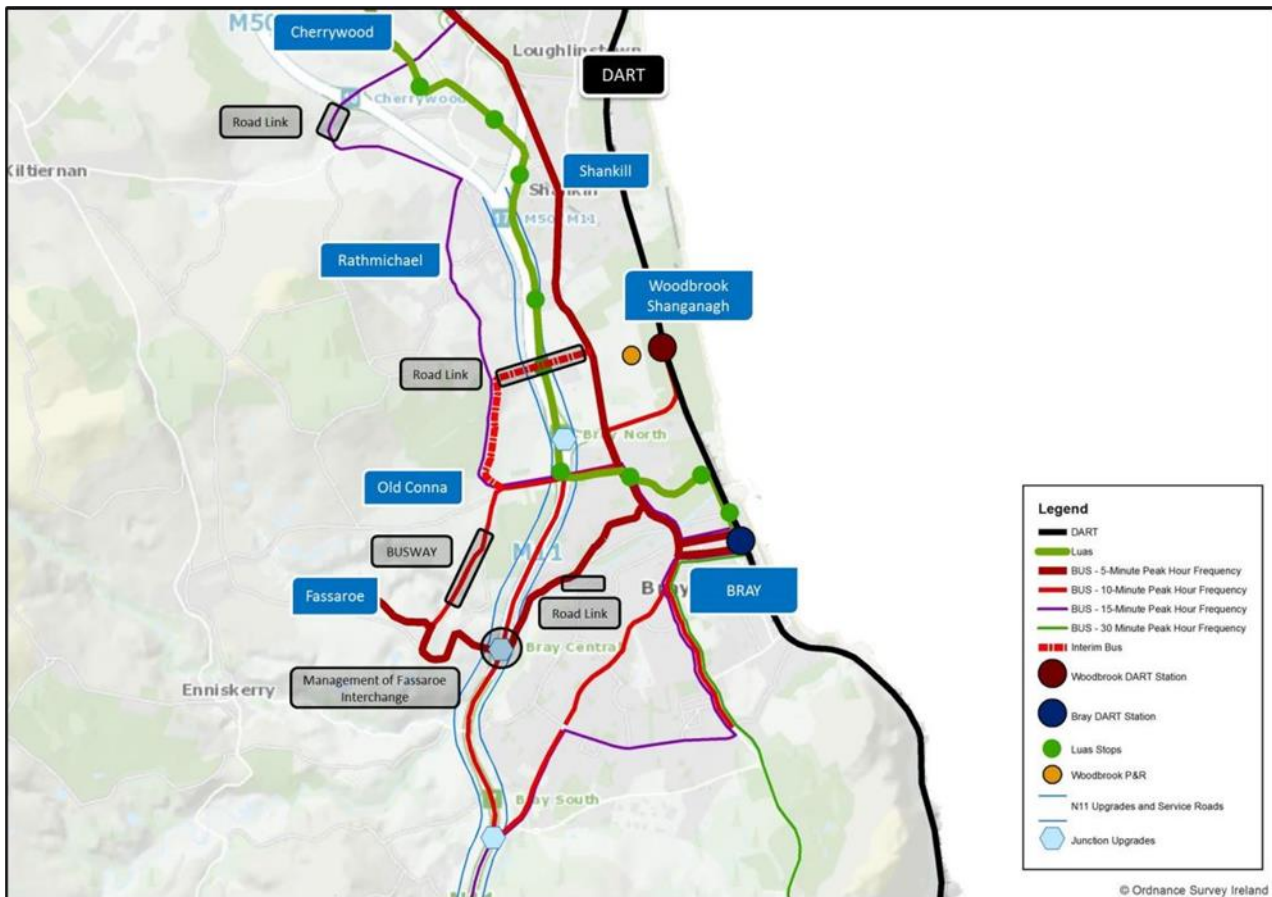 M50
Cherrywood
Loughlinstown
DART
Cherrywood
Road Link
Kiltiernan
Shankill
M50, M11
Rathmichael
Woodbrook
Shanganagh
Road Link
Bray North
Old Conna
M11
BUSWAY
Fassaroe
Road Link
Bray
BRAY
Bray Central
Management of Fassaroe
Interchange
Enniskerry
Bray South
Legend
DART
Luas
BUS - 5-Minute Peak Hour Frequency
BUS - 10-Minute Peak Hour Frequency
BUS - 15-Minute Peak Hour Frequency
BUS - 30 Minute Peak Hour Frequency
Interim Bus
Woodbrook DART Station
Bray DART Station
Luas Stops
Woodbrook P&R
N11 Upgrades and Service Roads
Junction Upgrades
© Ordnance Survey Ireland